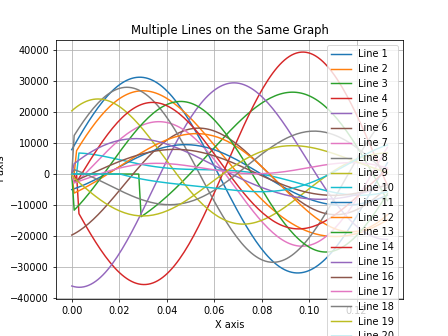 Multiple Lines on the Same Graph
40000
30000
20000
10000
0
−10000
−20000
−30000
−40000
0.00
0.02
0.04
0.06
0.08
0.10
X axis
Line 1
Line 2
Line 3
Line 4
Line 5
Line 6
Line 7
Line 8
Line 9
Line 10
Line 12
Line 13
Line 14
Line 15
Line 16
Line 17
Line 18
Line 19
Line 20